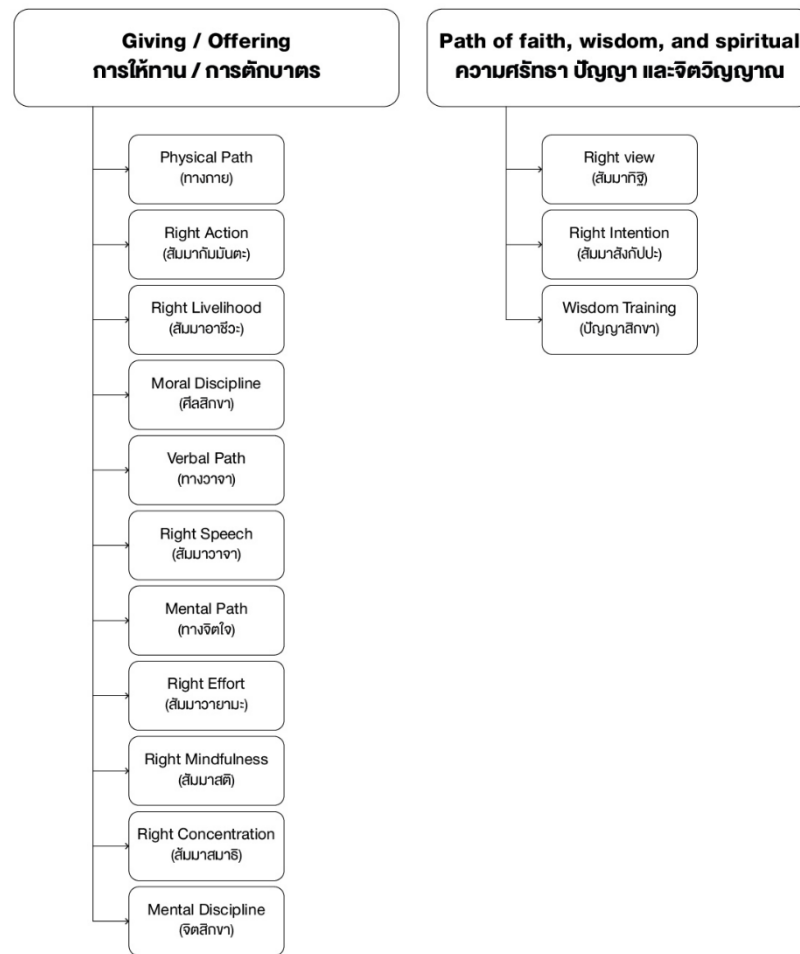 Giving / Offering
การให้ทาน / การตักบาตร
Physical Path
(ทางกาย)
Right Action
(สัมมากัมมันตะ)
Right Livelihood
(สัมมาอาชีวะ)
Moral Discipline
(ศีลสิกขา)
Verbal Path
(ทางวาจา)
Right Speech
(สัมมาวาจา)
Mental Path
(ทางจิตใจ)
Right Effort
(สัมมาวายามะ)
Right Mindfulness
(สัมมาสติ)
Right Concentration
(สัมมาสมาธิ)
Mental Discipline
(จิตสิกขา)
Path of faith, wisdom, and spiritual
ความศรัทธา ปัญญา และจิตวิญญาณ
Right view
(สัมมาทิฐิ)
Right Intention
(สัมมาสังกัปปะ)
Wisdom Training
(ปัญญาสิกขา)